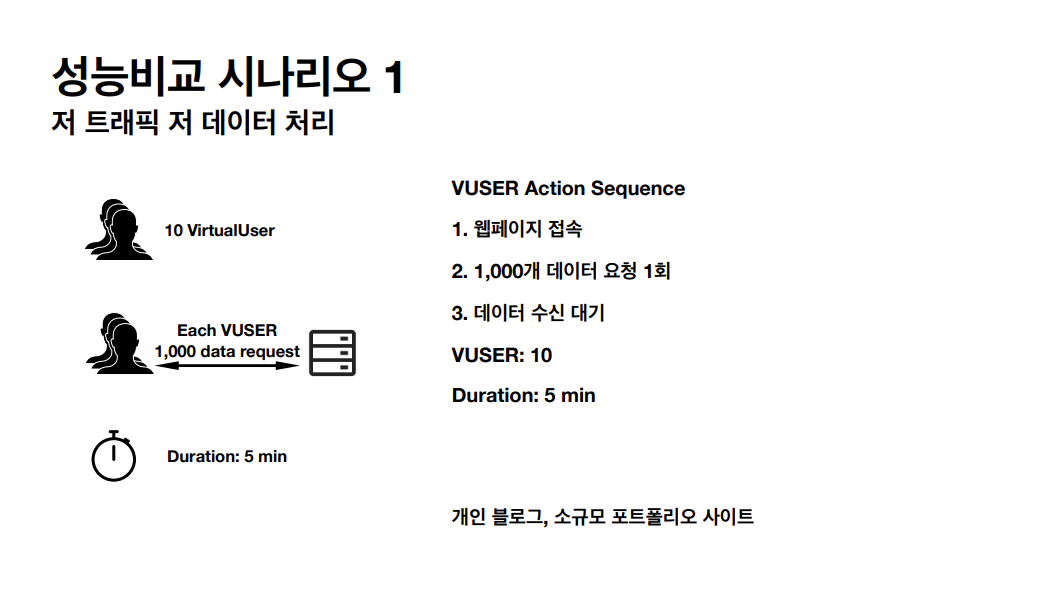 성능비교 시나리오 1
저 트래픽 저 데이터 처리
10 VirtualUser
Each VUSER
1,000 data request
Duration: 5 min
VUSER Action Sequence
1. 웹페이지 접속
2. 1,000개 데이터 요청 1회
3. 데이터 수신 대기
VUSER: 10
Duration: 5 min
개인 블로그, 소규모 포트폴리오 사이트